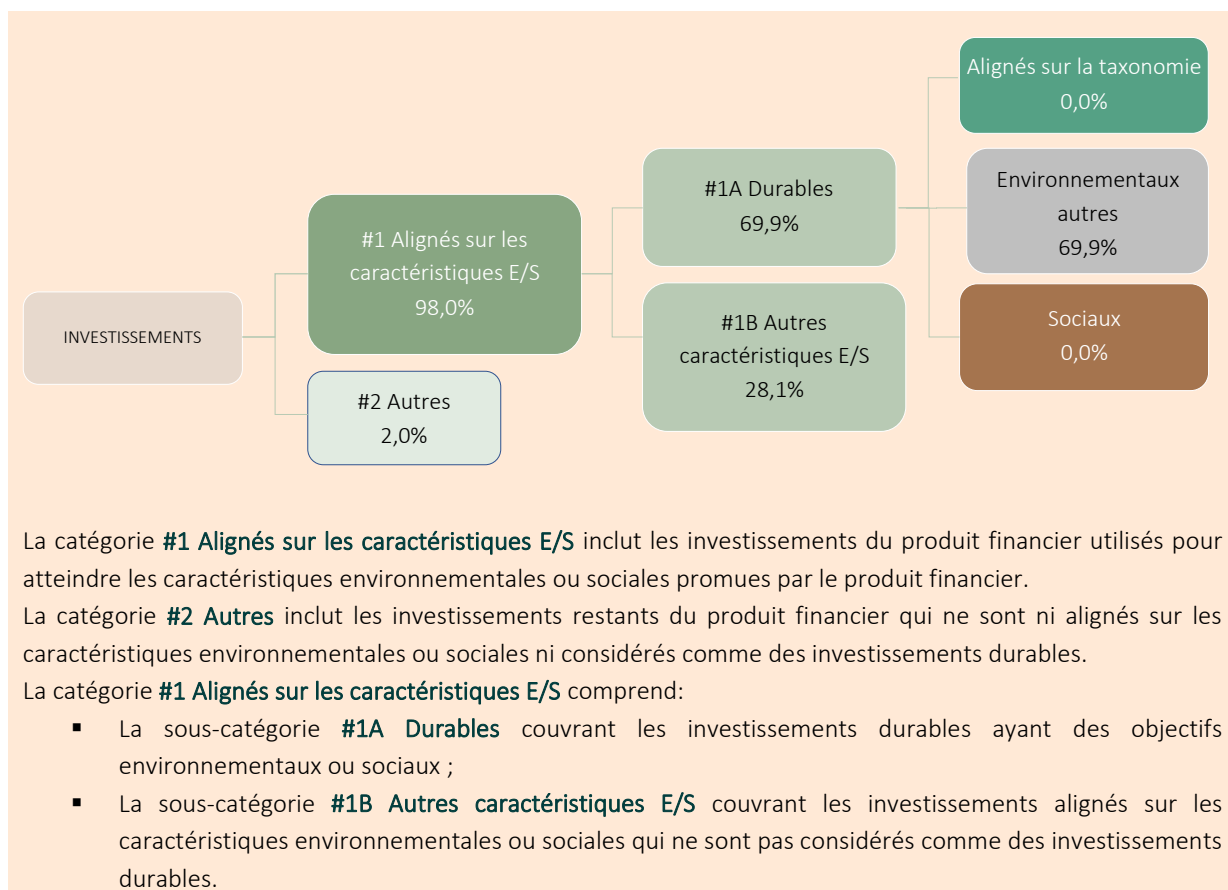 INVESTISSEMENTS
#1 Alignés sur les
caractéristiques E/S
98,0%
#2 Autres
2,0%
#1A Durables
69,9%
#1B Autres
caractéristiques E/S
28,1%
Alignés sur la taxonomie
0,0%
Environnementaux
autres
69,9%
Sociaux
0,0%
La catégorie #1 Alignés sur les caractéristiques E/S inclut les investissements du produit financier utilisés pour
atteindre les caractéristiques environnementales ou sociales promues par le produit financier.
La catégorie #2 Autres inclut les investissements restants du produit financier qui ne sont ni alignés sur les
caractéristiques environnementales ou sociales ni considérés comme des investissements durables.
La catégorie #1 Alignés sur les caractéristiques E/S comprend:
▪ La sous-catégorie #1A Durables couvrant les investissements durables ayant des objectifs
environnementaux ou sociaux ;
▪ La sous-catégorie #1B Autres caractéristiques E/S couvrant les investissements alignés sur les
caractéristiques environnementales ou sociales qui ne sont pas considérés comme des investissements
durables.